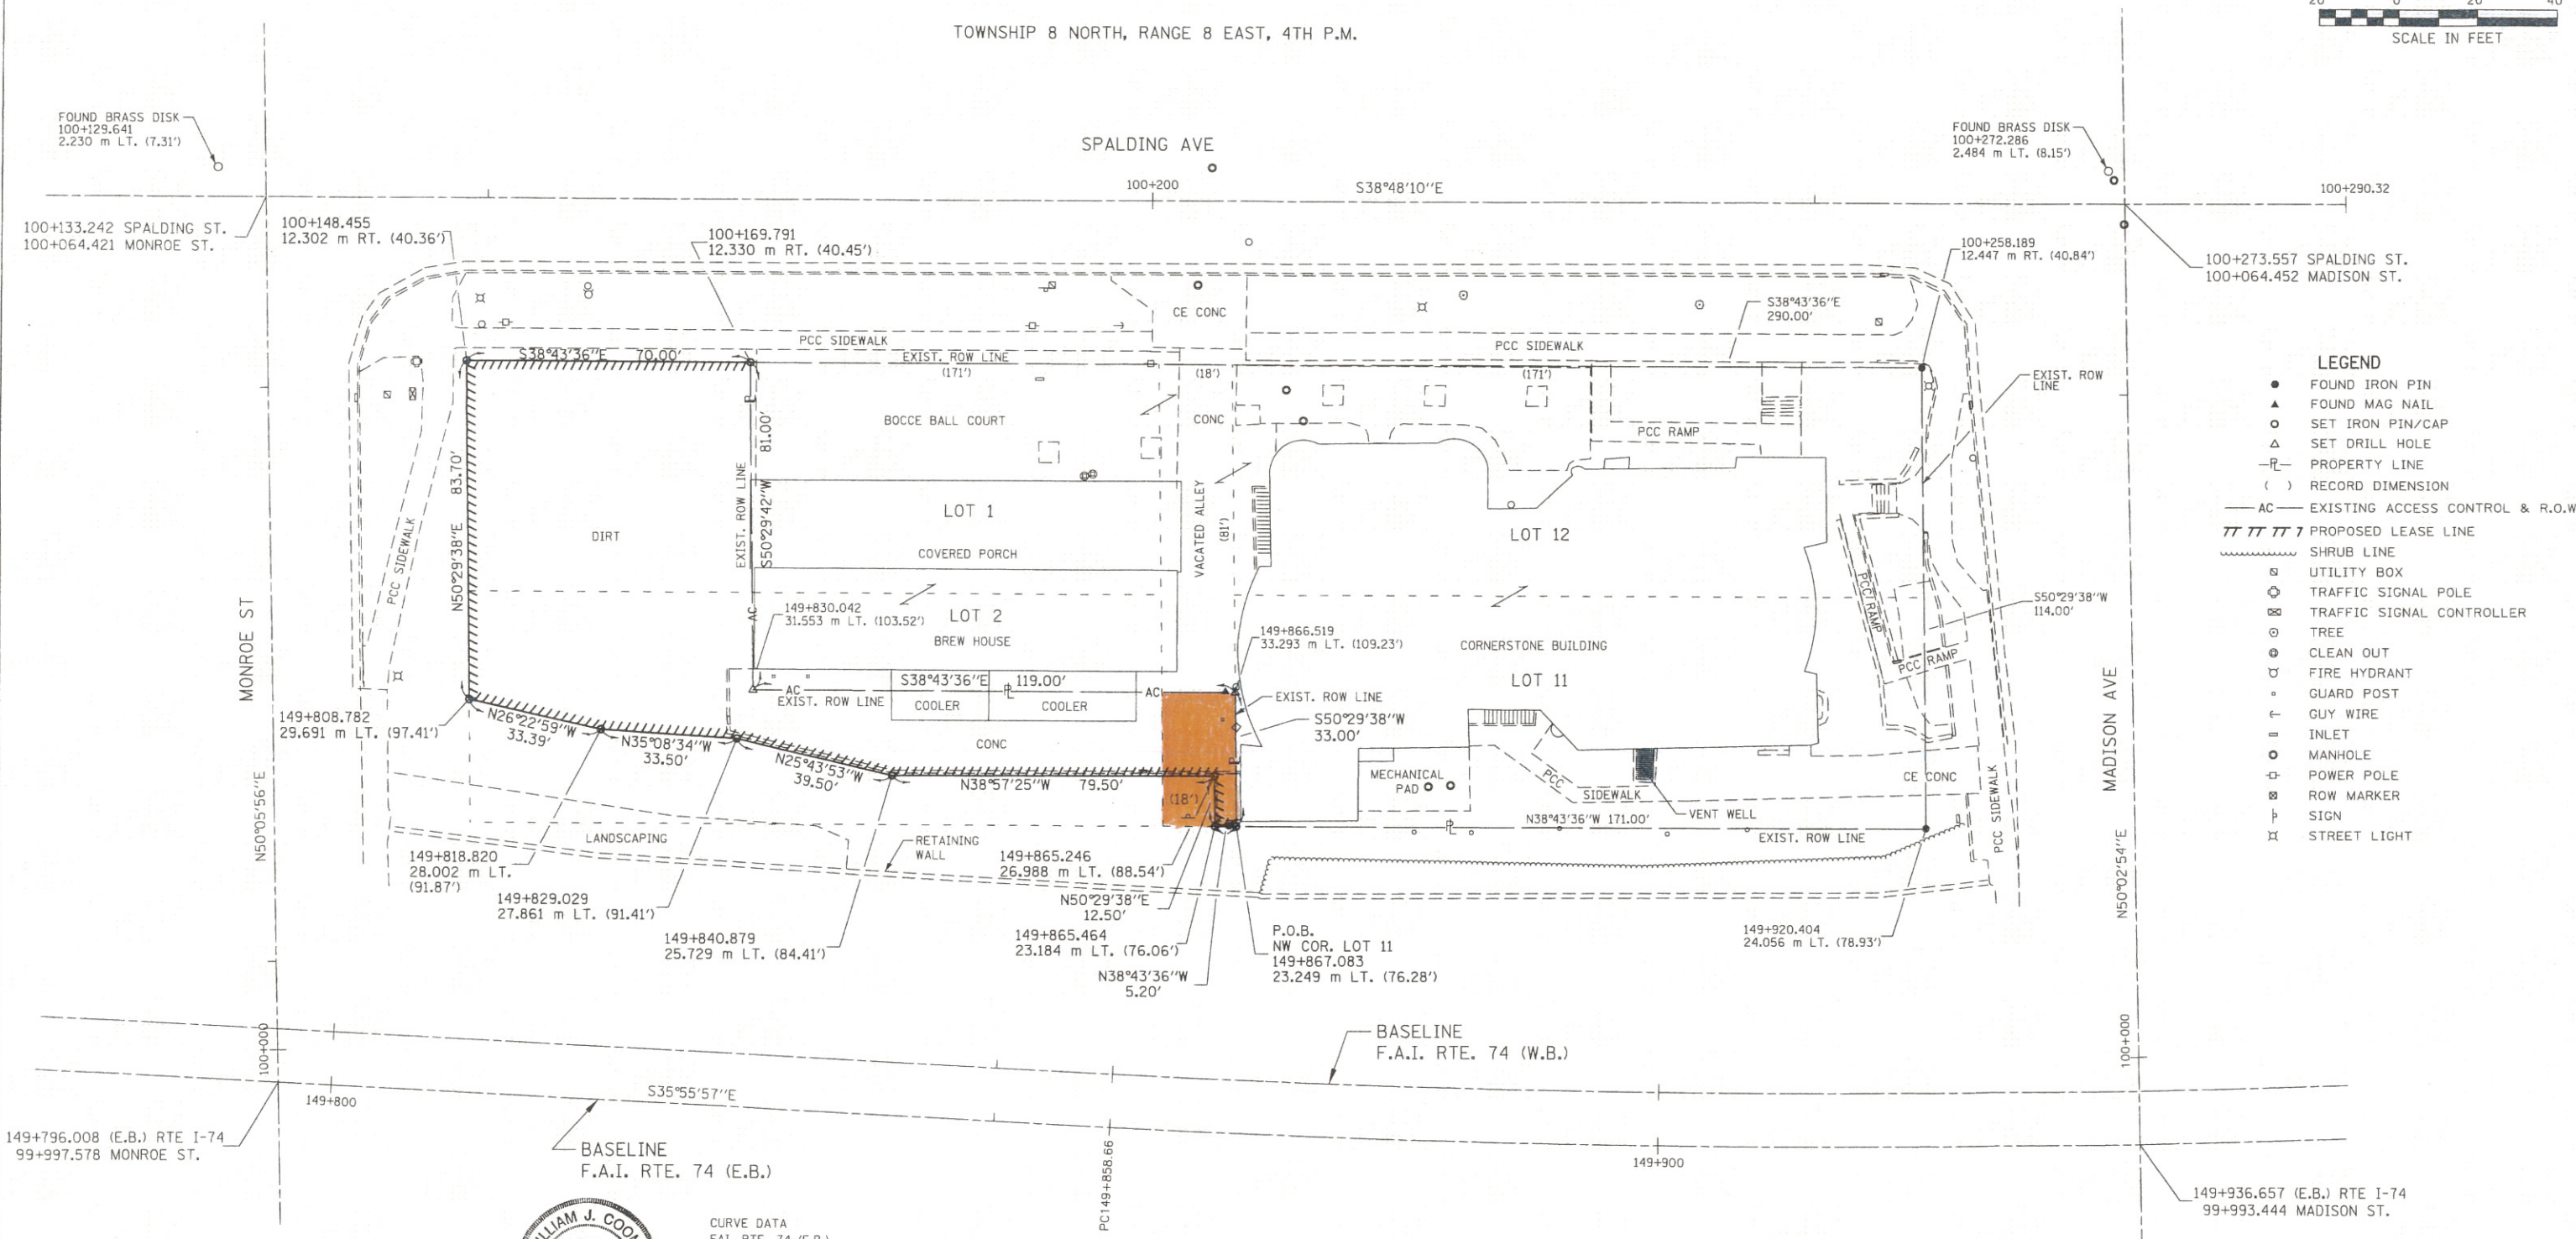 TOWNSHIP 8 NORTH, RANGE 8 EAST, 4TH P.M.
20 0 20 40
SCALE IN FEET
FOUND BRASS DISK
100+129.641
2.230 m LT. (7.31')
SPALDING AVE
FOUND BRASS DISK
100+272.286
2.484 m LT. (8.15')
100+200
S38°48'10"E
100+290.32
100+133.242 SPALDING ST.
100+064.421 MONROE ST.
100+148.455
12.302 m RT. (40.36')
100+169.791
12.330 m RT. (40.45')
100+258.189
12.447 m RT. (40.84')
100+273.557 SPALDING ST.
100+064.452 MADISON ST.
CE CONC
S38°43'36"E
290.00'
PCC SIDEWALK
PCC SIDEWALK
S38°43'36"E 70.00'
EXIST. ROW LINE
(171')
(18')
(171')
EXIST. ROW
LINE
LEGEND
FOUND IRON PIN
FOUND MAG NAIL
SET IRON PIN/CAP
SET DRILL HOLE
PL PROPERTY LINE
( ) RECORD DIMENSION
AC EXISTING ACCESS CONTROL & R.O.W
PROPOSED LEASE LINE
SHRUB LINE
UTILITY BOX
TRAFFIC SIGNAL POLE
TRAFFIC SIGNAL CONTROLLER
TREE
CLEAN OUT
FIRE HYDRANT
GUARD POST
GUY WIRE
INLET
MANHOLE
POWER POLE
ROW MARKER
SIGN
STREET LIGHT
BOCCE BALL COURT
CONC
PCC RAMP
PL
81.00'
83.70'
EXIST. ROW LINE
S50°29'42"W
N50°29'38"E
PCC SIDEWALK
DIRT
LOT 1
COVERED PORCH
VACATED ALLEY
(81')
LOT 12
PCC RAMP
S50°29'38"W
114.00'
MONROE ST
AC
149+830.042
31.553 m LT. (103.52')
LOT 2
BREW HOUSE
149+866.519
33.293 m LT. (109.23')
CORNERSTONE BUILDING
LOT 11
PCC RAMP
MADISON AVE
AC
S38°43'36"E
PL
119.00'
AC
EXIST. ROW LINE
COOLER
COOLER
EXIST. ROW LINE
S50°29'38"W
33.00'
PL
149+808.782
29.691 m LT. (97.41')
N26°22'59"W
33.39'
N35°08'34"W
33.50'
N25°43'53"W
39.50'
CONC
N38°57'25"W 79.50'
(18')
MECHANICAL
PAD
PCC
SIDEWALK
VENT WELL
CE CONC
PCC SIDEWALK
N38°43'36"W 171.00'
PL
EXIST. ROW LINE
N50°05'56"E
N50°02'54"E
LANDSCAPING
RETAINING
WALL
149+818.820
28.002 m LT.
(91.87')
149+829.029
27.861 m LT. (91.41')
149+840.879
25.729 m LT. (84.41')
149+865.246
26.988 m LT. (88.54')
N50°29'38"E
12.50'
149+865.464
23.184 m LT. (76.06')
N38°43'36"W
5.20'
P.O.B.
NW COR. LOT 11
149+867.083
23.249 m LT. (76.28')
149+920.404
24.056 m LT. (78.93')
100+000
100+000
BASELINE
F.A.I. RTE. 74 (W.B.)
149+800
S35°55'57"E
149+796.008 (E.B.) RTE I-74
99+997.578 MONROE ST.
BASELINE
F.A.I. RTE. 74 (E.B.)
PC149+858.66
149+900
149+936.657 (E.B.) RTE I-74
99+993.444 MADISON ST.
WILLIAM J. COO
CURVE DATA
FAI RTE. 74 (E.B.)